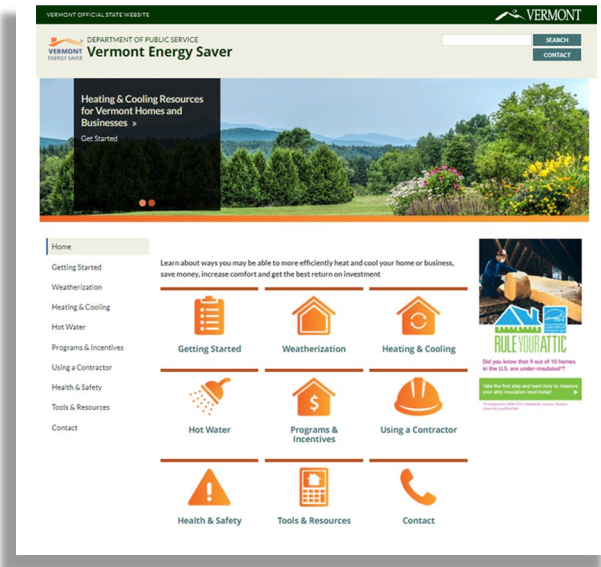 VERMONT OFFICIAL STATE WEBSITE
VERMONT
DEPARTMENT OF PUBLIC SERVICE
Vermont Energy Saver
VERMONT
ENERGY SAVER
SEARCH
CONTACT
Heating & Cooling Resources
for Vermont Homes and
Businesses »
Get Started
Home
Getting Started
Weatherization
Heating & Cooling
Hot Water
Programs & Incentives
Using a Contractor
Health & Safety
Tools & Resources
Contact
Learn about ways you may be able to more efficiently heat and cool your home or business,
save money, increase comfort and get the best return on investment
Getting Started
Weatherization
Heating & Cooling
$
Hot Water
Programs &
Incentives
Using a Contractor
Health & Safety
Tools & Resources
Contact
RULE YOUR ATTIC
Did you know that 9 out of 10 homes
in the U.S. are under-insulated*?
Take the first step and learn how to measure
your attic insulation level today!